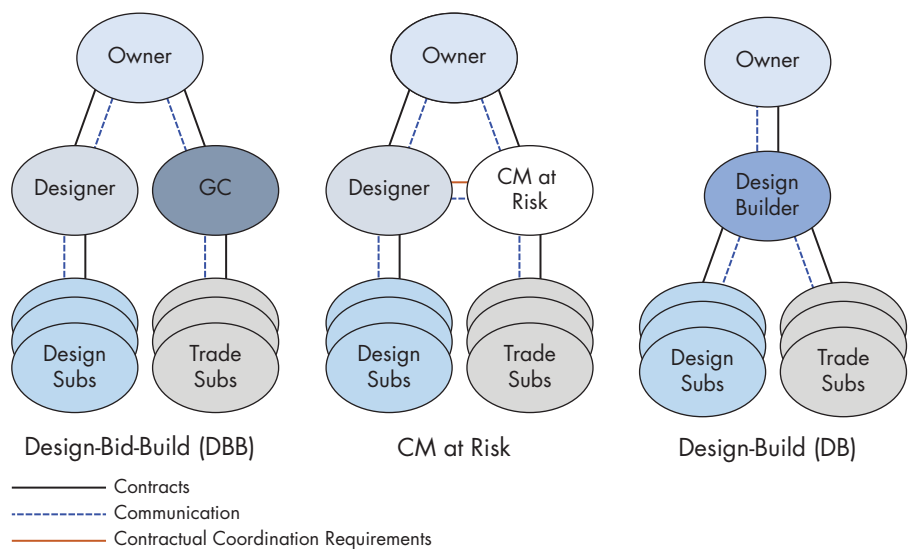 Owner
Owner
Owner
Designer
GC
Designer
CM at
Risk
Design
Builder
Design
Subs
Trade
Subs
Design
Subs
Trade
Subs
Design
Subs
Trade
Subs
Design-Bid-Build (DBB)
CM at Risk
Design-Build (DB)
Contracts
Communication
Contractual Coordination Requirements